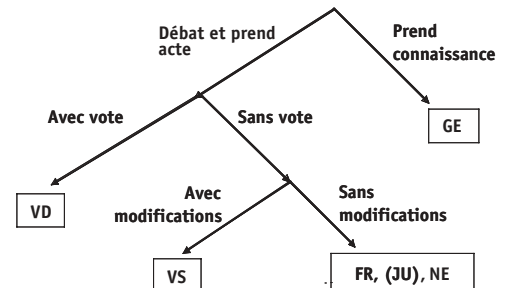 Débat et prend
acte
Prend
connaissance
Avec vote
Sans vote
GE
VD
Avec
modifications
Sans
modifications
VS
FR, (JU), NE